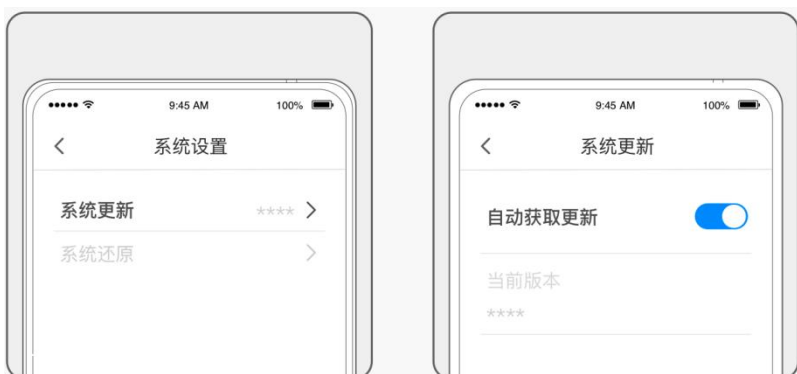 9:45 AM 100%
系统设置
系统更新 ****
系统还原
9:45 AM 100%
系统更新
自动获取更新
当前版本
****